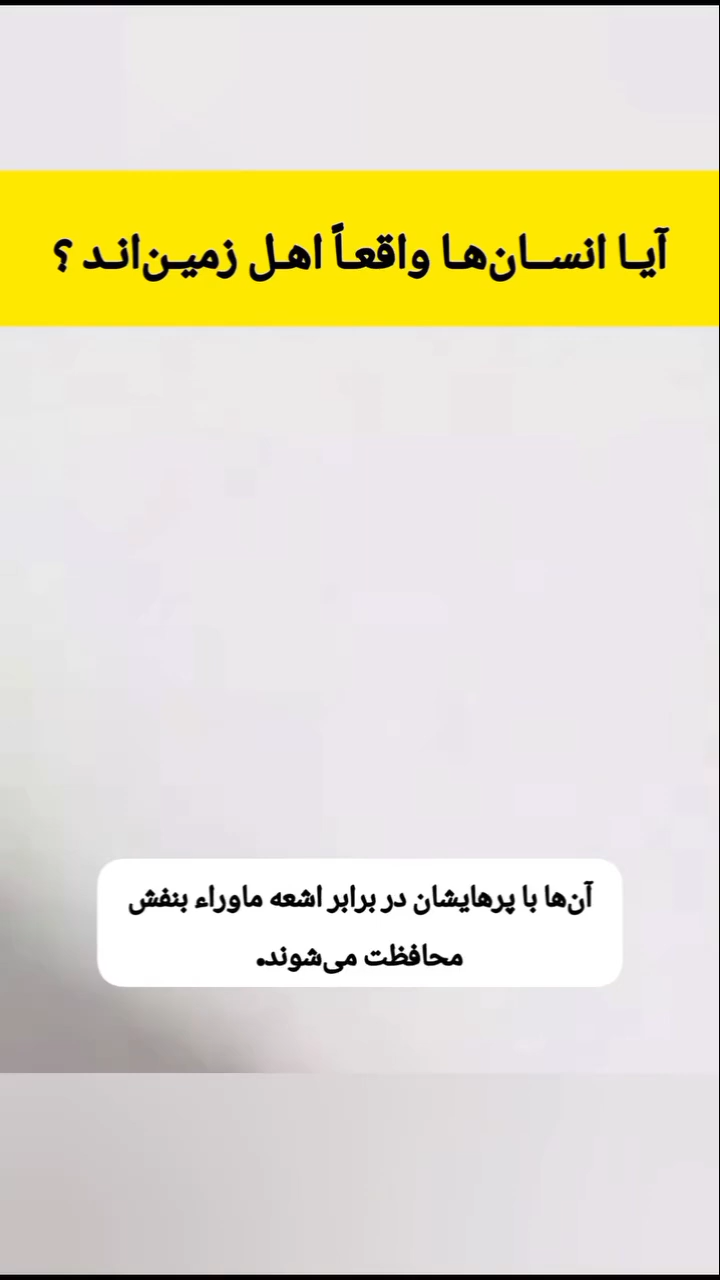 آیا انسان‌ها واقعاً اهل زمین‌اند ؟
آن‌ها با پرهایشان در برابر اشعه ماوراء بنفش
محافظت می‌شوند.